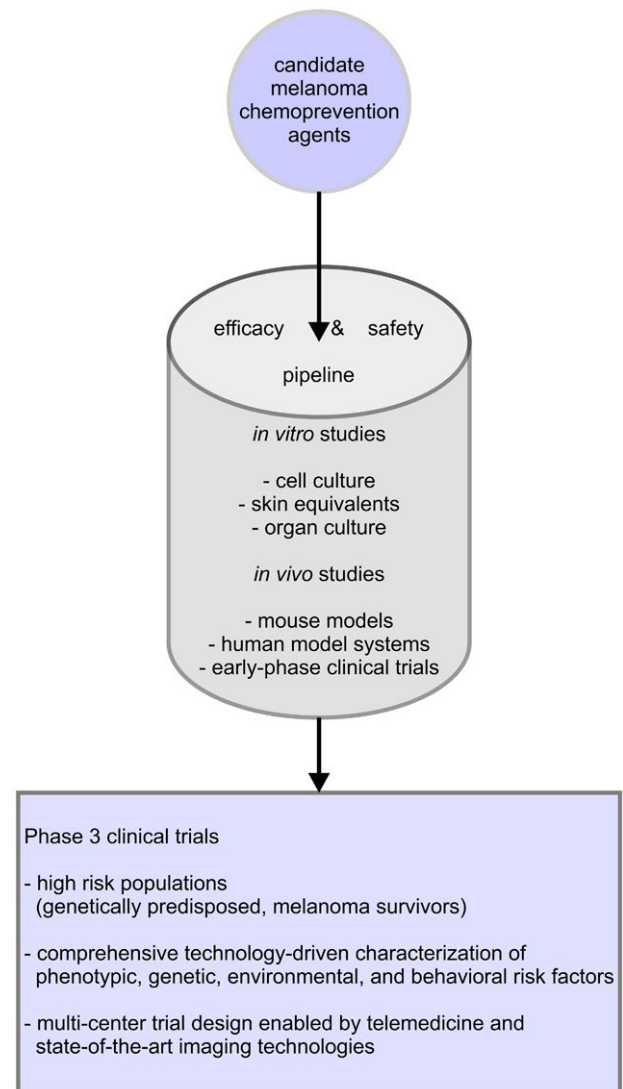 candidate
melanoma
chemoprevention
agents
efficacy & safety
pipeline
in vitro studies
- cell culture
- skin equivalents
- organ culture
in vivo studies
- mouse models
- human model systems
- early-phase clinical trials
Phase 3 clinical trials
- high risk populations
(genetically predisposed, melanoma survivors)
- comprehensive technology-driven characterization of
phenotypic, genetic, environmental, and behavioral risk factors
- multi-center trial design enabled by telemedicine and
state-of-the-art imaging technologies